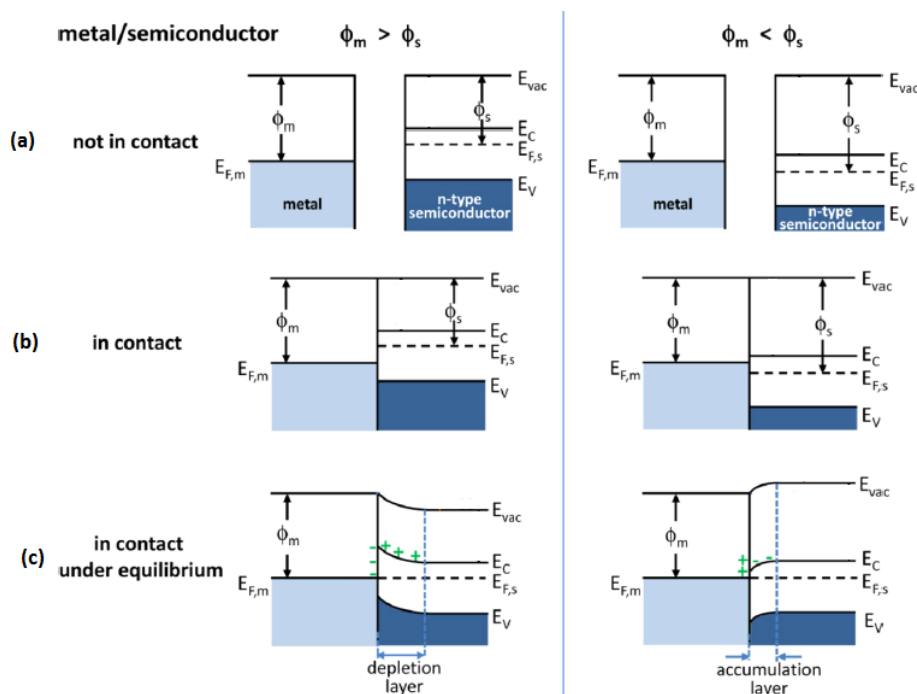 metal/semiconductor ϕm > ϕs ϕm < ϕs
(a) not in contact
ϕm
EF,m
metal
Evac
ϕs
EC
EF,s
EV
n-type
semiconductor
ϕm
EF,m
metal
Evac
ϕs
EC
EF,s
EV
n-type
semiconductor
(b) in contact
ϕm
EF,m
Evac
ϕs
EC
EF,s
EV
ϕm
EF,m
Evac
ϕs
EC
EF,s
EV
(c) in contact
under equilibrium
ϕm
EF,m
- - -
+ + + +
Evac
EC
EF,s
EV
depletion
layer
ϕm
EF,m
+ +
- - -
Evac
EC
EF,s
EV
accumulation
layer